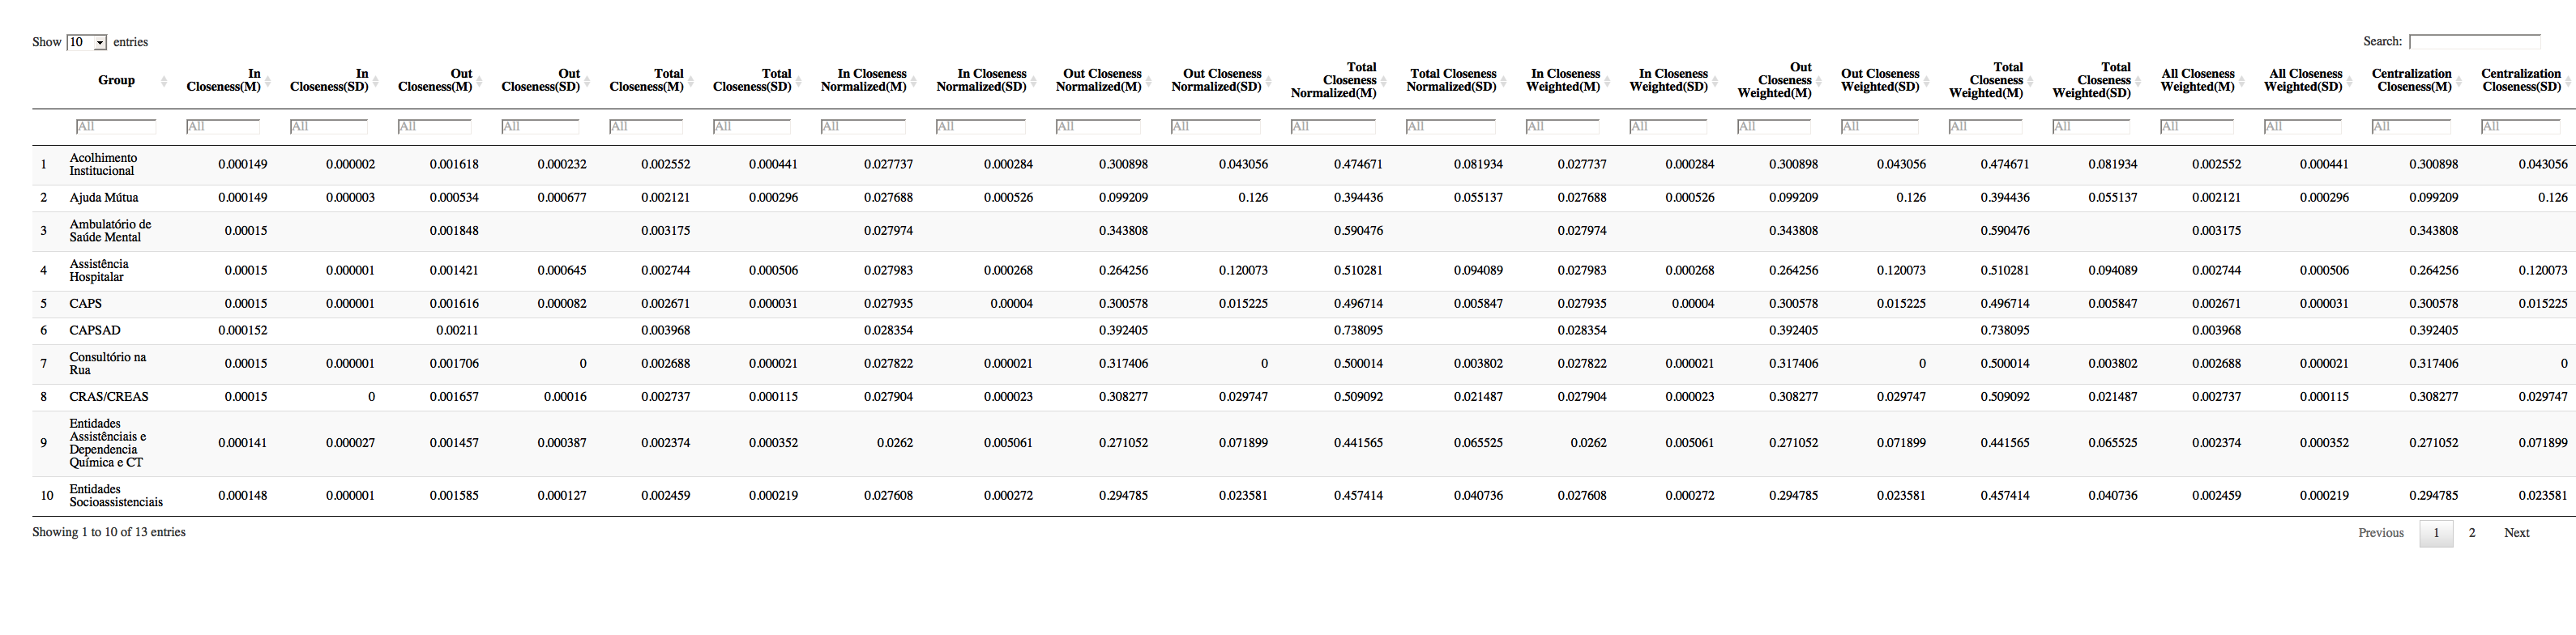 Show 10 entries
Search:
Group In Closeness(M) In Closeness(SD) Out Closeness(M) Out Closeness(SD) Total Closeness(M) Total Closeness(SD) In Closeness Normalized(M) In Closeness Normalized(SD) Out Closeness Normalized(M) Out Closeness Normalized(SD) Total Closeness Normalized(M) Total Closeness Normalized(SD) In Closeness Weighted(M) In Closeness Weighted(SD) Out Closeness Weighted(M) Out Closeness Weighted(SD) Total Closeness Weighted(M) Total Closeness Weighted(SD) All Closeness Weighted(M) All Closeness Weighted(SD) Centralization Closeness(M) Centralization Closeness(SD)
All All All All All All All All All All All All All All All All All All All All All All All
1 Acolhimento Institucional 0.000149 0.000002 0.001618 0.000232 0.002552 0.000441 0.027737 0.000284 0.300898 0.043056 0.474671 0.081934 0.027737 0.000284 0.300898 0.043056 0.474671 0.081934 0.002552 0.000441 0.300898 0.043056
2 Ajuda Mútua 0.000149 0.000003 0.000534 0.000677 0.002121 0.000296 0.027688 0.000526 0.099209 0.126 0.394436 0.055137 0.027688 0.000526 0.099209 0.126 0.394436 0.055137 0.002121 0.000296 0.099209 0.126
3 Ambulatório de Saúde Mental 0.00015 0.001848 0.003175 0.027974 0.343808 0.590476 0.027974 0.343808 0.590476 0.003175 0.343808
4 Assistência Hospitalar 0.00015 0.000001 0.001421 0.000645 0.002744 0.000506 0.027983 0.000268 0.264256 0.120073 0.510281 0.094089 0.027983 0.000268 0.264256 0.120073 0.510281 0.094089 0.002744 0.000506 0.264256 0.120073
5 CAPS 0.00015 0.000001 0.001616 0.000082 0.002671 0.000031 0.027935 0.00004 0.300578 0.015225 0.496714 0.005847 0.027935 0.00004 0.300578 0.015225 0.496714 0.005847 0.002671 0.000031 0.300578 0.015225
6 CAPSAD 0.000152 0.00211 0.003968 0.028354 0.392405 0.738095 0.028354 0.392405 0.738095 0.003968 0.392405
7 Consultório na Rua 0.00015 0.000001 0.001706 0 0.002688 0.000021 0.027822 0.000021 0.317406 0 0.500014 0.003802 0.027822 0.000021 0.317406 0 0.500014 0.003802 0.002688 0.000021 0.317406 0
8 CRAS/CREAS 0.00015 0 0.001657 0.00016 0.002737 0.000115 0.027904 0.000023 0.308277 0.029747 0.509092 0.021487 0.027904 0.000023 0.308277 0.029747 0.509092 0.021487 0.002737 0.000115 0.308277 0.029747
9 Entidades Assistênciais e Dependencia Química e CT 0.000141 0.000027 0.001457 0.000387 0.002374 0.000352 0.0262 0.005061 0.271052 0.071899 0.441565 0.065525 0.0262 0.005061 0.271052 0.071899 0.441565 0.065525 0.002374 0.000352 0.271052 0.071899
10 Entidades Socioassistenciais 0.000148 0.000001 0.001585 0.000127 0.002459 0.000219 0.027608 0.000272 0.294785 0.023581 0.457414 0.040736 0.027608 0.000272 0.294785 0.023581 0.457414 0.040736 0.002459 0.000219 0.294785 0.023581
Showing 1 to 10 of 13 entries
Previous 1 2 Next